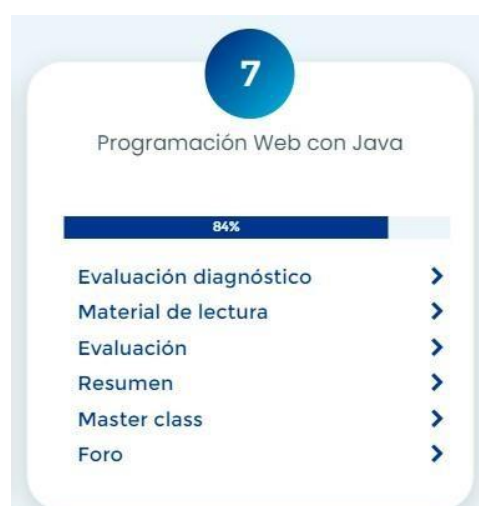 7
Programación Web con Java
84%
Evaluación diagnóstico
Material de lectura
Evaluación
Resumen
Master class
Foro